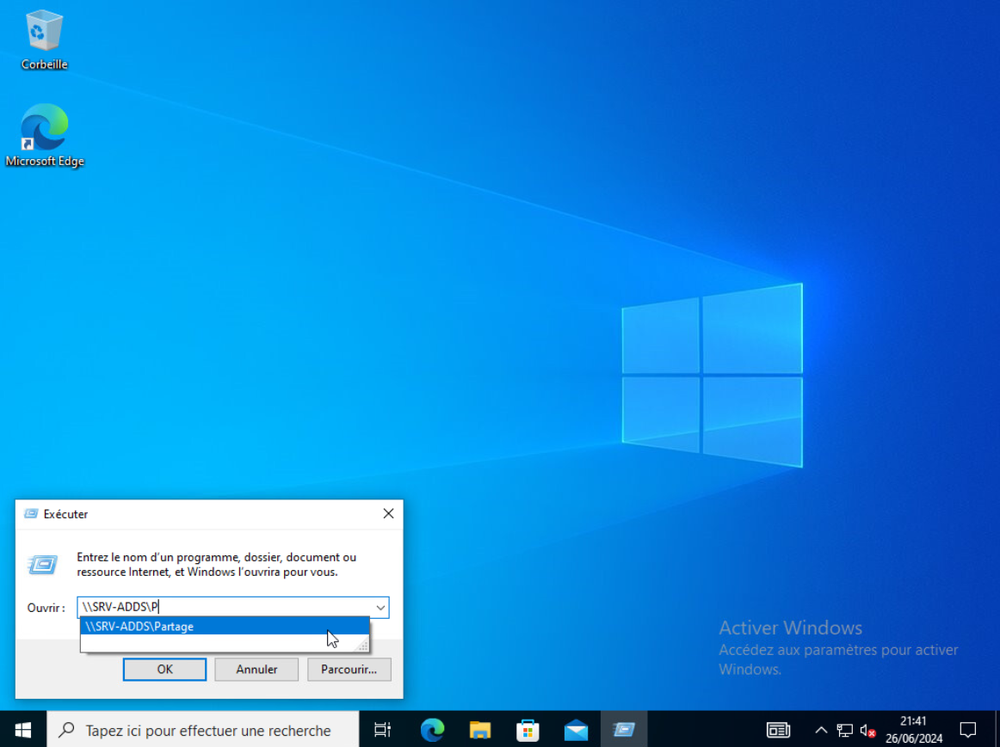 Corbeille
Microsoft Edge
Exécuter
Entrez le nom d'un programme, dossier, document ou
ressource Internet, et Windows l'ouvrira pour vous.
Ouvrir :
\\SRV-ADDS\P
\\SRV-ADDS\Partage
OK
Annuler
Parcourir...
Activer Windows
Accédez aux paramètres pour activer
Windows.
Tapez ici pour effectuer une recherche
21:41
26/06/2024